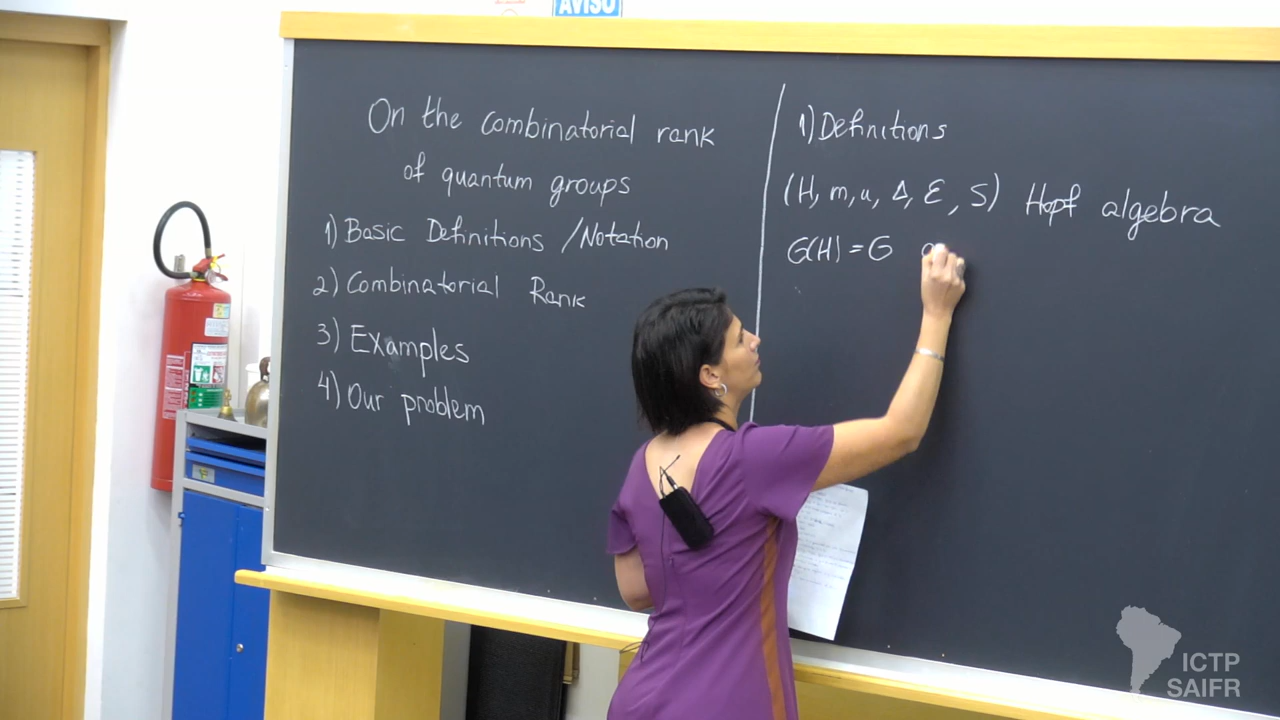 AVISO
On the combinatorial rank
of quantum groups
1) Basic Definitions / Notation
2) Combinatorial Rank
3) Examples
4) Our problem
1) Definitions
(H, m, u, Δ, ε, S) Hopf algebra
G(H) = G
ICTP
SAIFR